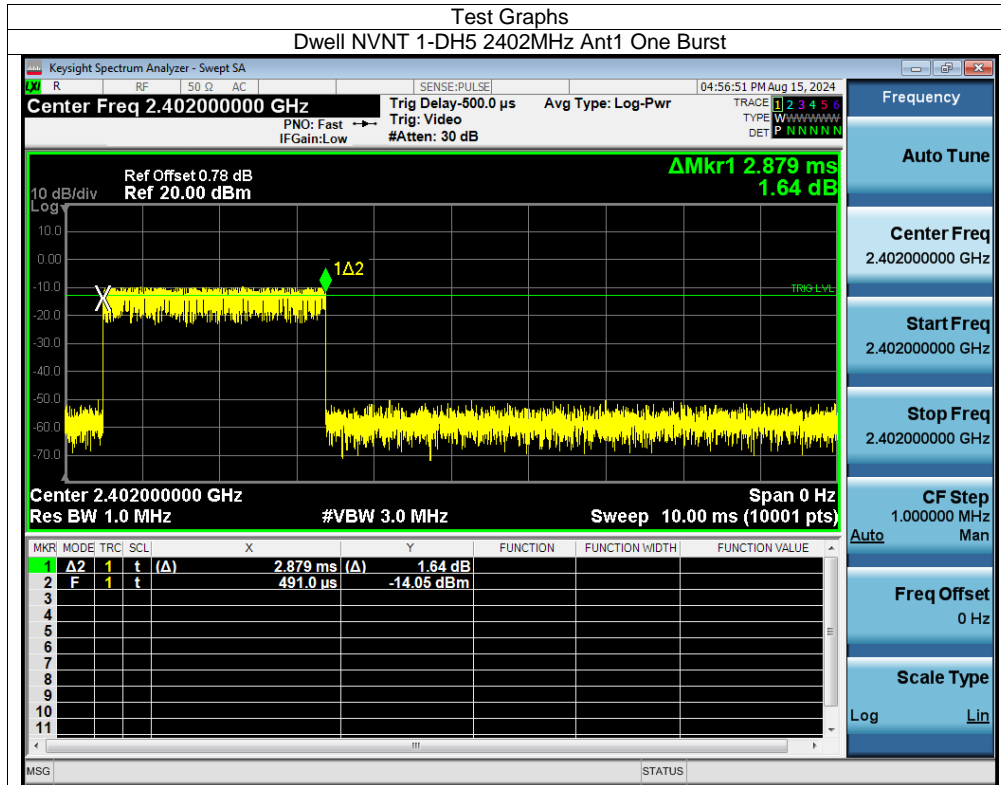 Test Graphs
Dwell NVNT 1-DH5 2402MHz Ant1 One Burst
Keysight Spectrum Analyzer - Swept SA
LXI R RF 50 Ω AC SENSE:PULSE 04:56:51 PM Aug 15, 2024
Center Freq 2.402000000 GHz
PNO: Fast
IFGain:Low
Trig Delay-500.0 µs
Trig: Video
#Atten: 30 dB
Avg Type: Log-Pwr
TRACE 1 2 3 4 5 6
TYPE WWWWWW
DET P N N N N N
ΔMkr1 2.879 ms
1.64 dB
Ref Offset 0.78 dB
10 dB/div Ref 20.00 dBm
Log
10.0
0.00
-10.0
-20.0
-30.0
-40.0
-50.0
-60.0
-70.0
1Δ2
TRIG LVL
Center 2.402000000 GHz Span 0 Hz
Res BW 1.0 MHz #VBW 3.0 MHz Sweep 10.00 ms (10001 pts)
MKR MODE TRC SCL X Y FUNCTION FUNCTION WIDTH FUNCTION VALUE
1 Δ2 1 t (Δ) 2.879 ms (Δ) 1.64 dB
2 F 1 t 491.0 µs -14.05 dBm
3
4
5
6
7
8
9
10
11
MSG STATUS
Frequency
Auto Tune
Center Freq
2.402000000 GHz
Start Freq
2.402000000 GHz
Stop Freq
2.402000000 GHz
CF Step
1.000000 MHz
Auto Man
Freq Offset
0 Hz
Scale Type
Log Lin